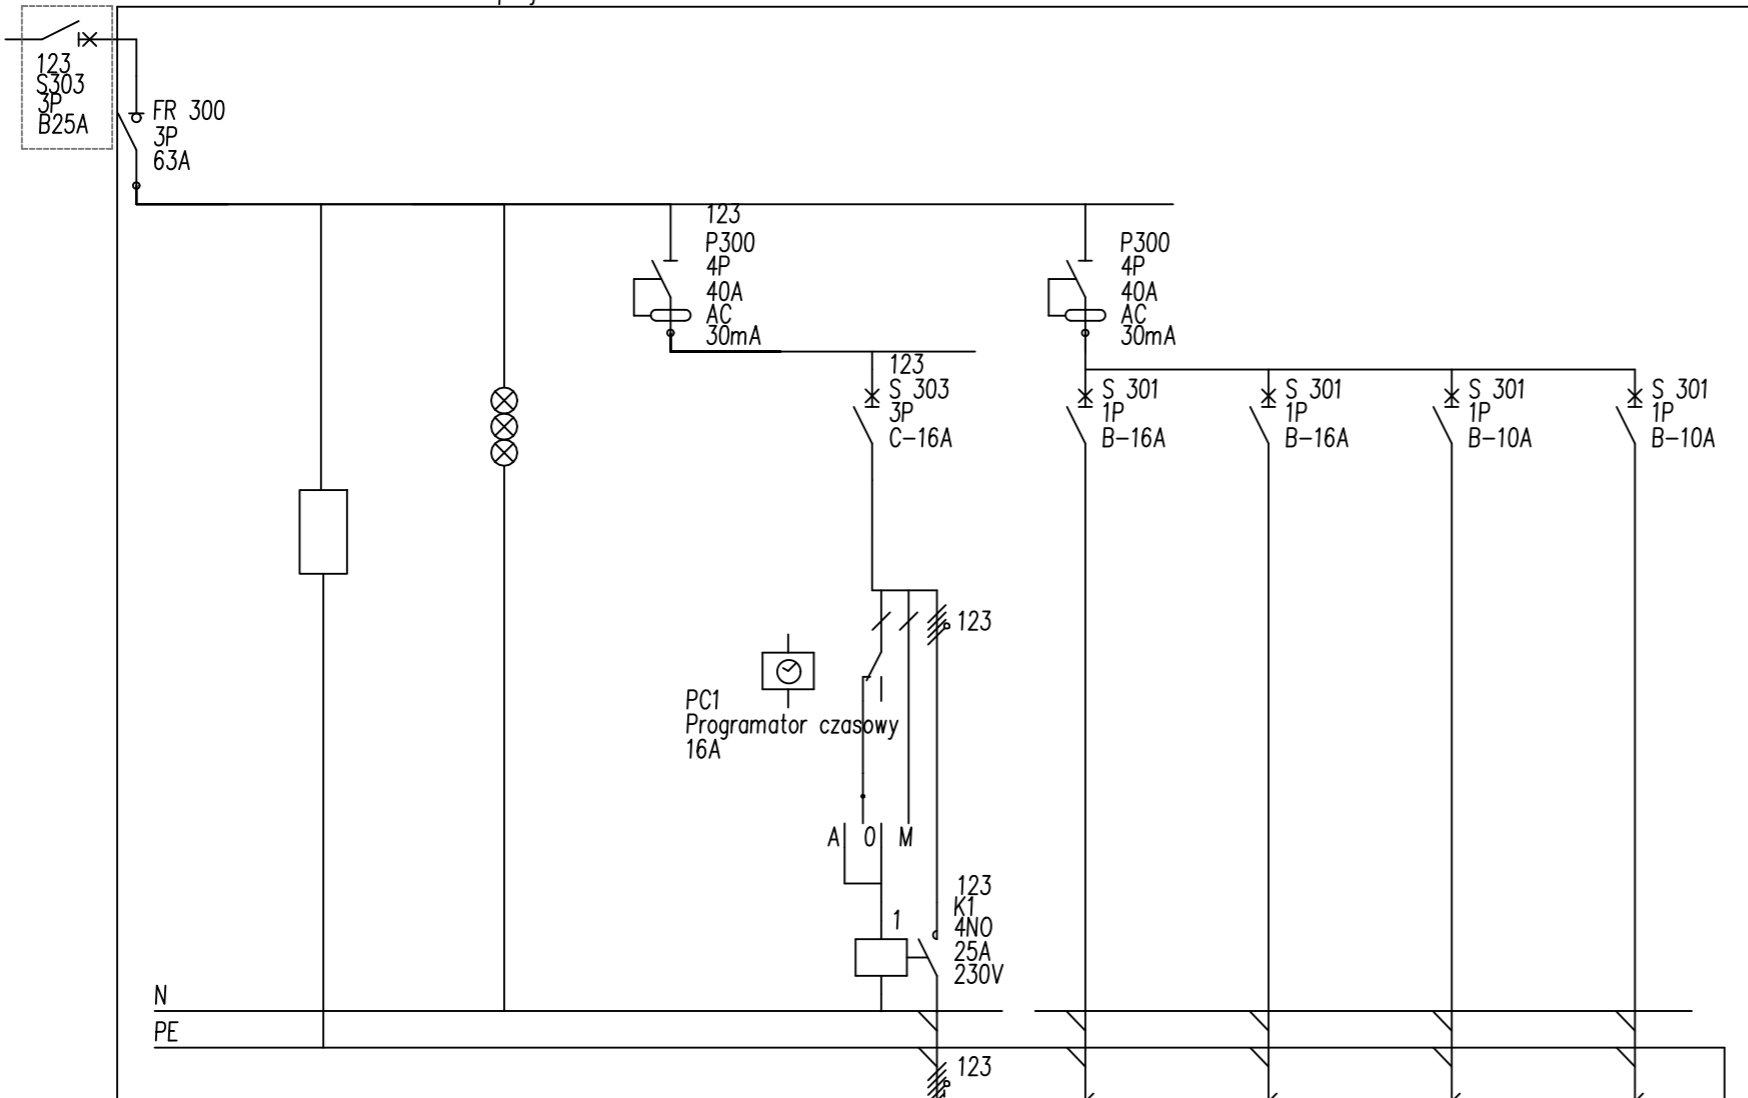 123
S303
3P
B25A
FR 300
3P
63A
123
P300
4P
40A
AC
30mA
P300
4P
40A
AC
30mA
123
S 303
3P
C-16A
S 301
1P
B-16A
S 301
1P
B-16A
S 301
1P
B-10A
S 301
1P
B-10A
123
PC1
Programator czasowy
16A
A 0 M
123
K1
4NO
25A
230V
1
N
PE
123